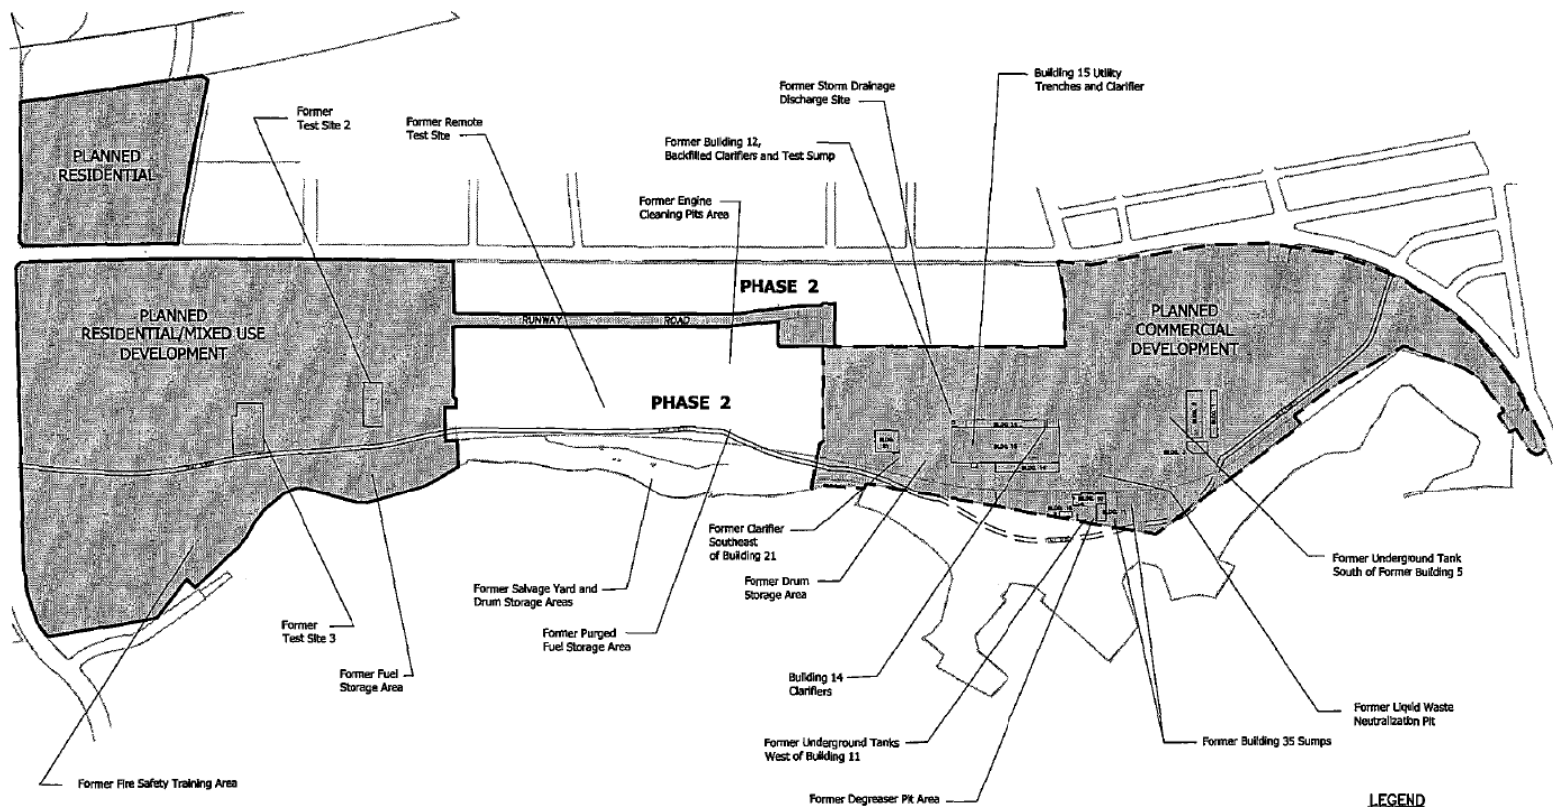 Building 15 Utility
Trenches and Clarifier
Former Storm Drainage
Discharge Site
Former
Test Site 2
Former Remote
Test Site
Former Building 12,
Backfilled Clarifiers and Test Sump
PLANNED
RESIDENTIAL
Former Engine
Cleaning Pits Area
PHASE 2
PLANNED
RESIDENTIAL/MIXED USE
DEVELOPMENT
RUNWAY ROAD
PLANNED
COMMERCIAL
DEVELOPMENT
PHASE 2
Former Clarifier
Southeast
of Building 21
Former Drum
Storage Area
Former Underground Tank
South of Former Building 5
Former Salvage Yard and
Drum Storage Areas
Former
Test Site 3
Former Purged
Fuel Storage Area
Former Fuel
Storage Area
Building 14
Clarifiers
Former Liquid Waste
Neutralization Pit
Former Underground Tanks
West of Building 11
Former Building 35 Sumps
Former Fire Safety Training Area
Former Degreaser Pit Area
LEGEND